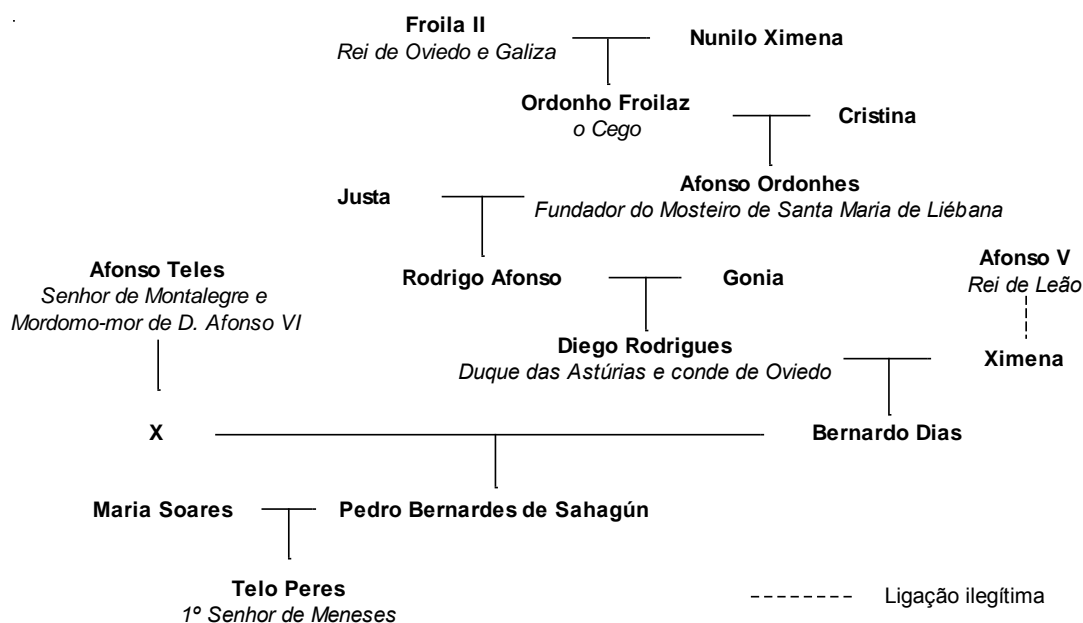 Froila II
Rei de Oviedo e Galiza
Nunilo Ximena
Ordonho Froilaz
o Cego
Cristina
Afonso Ordonhes
Fundador do Mosteiro de Santa Maria de Liébana
Justa
Afonso Teles
Senhor de Montalegre e
Mordomo-mor de D. Afonso VI
Rodrigo Afonso
Gonia
Afonso V
Rei de Leão
Diego Rodrigues
Duque das Astúrias e conde de Oviedo
Ximena
X
Bernardo Dias
Maria Soares
Pedro Bernardes de Sahagún
Telo Peres
1º Senhor de Meneses
Ligação ilegítima